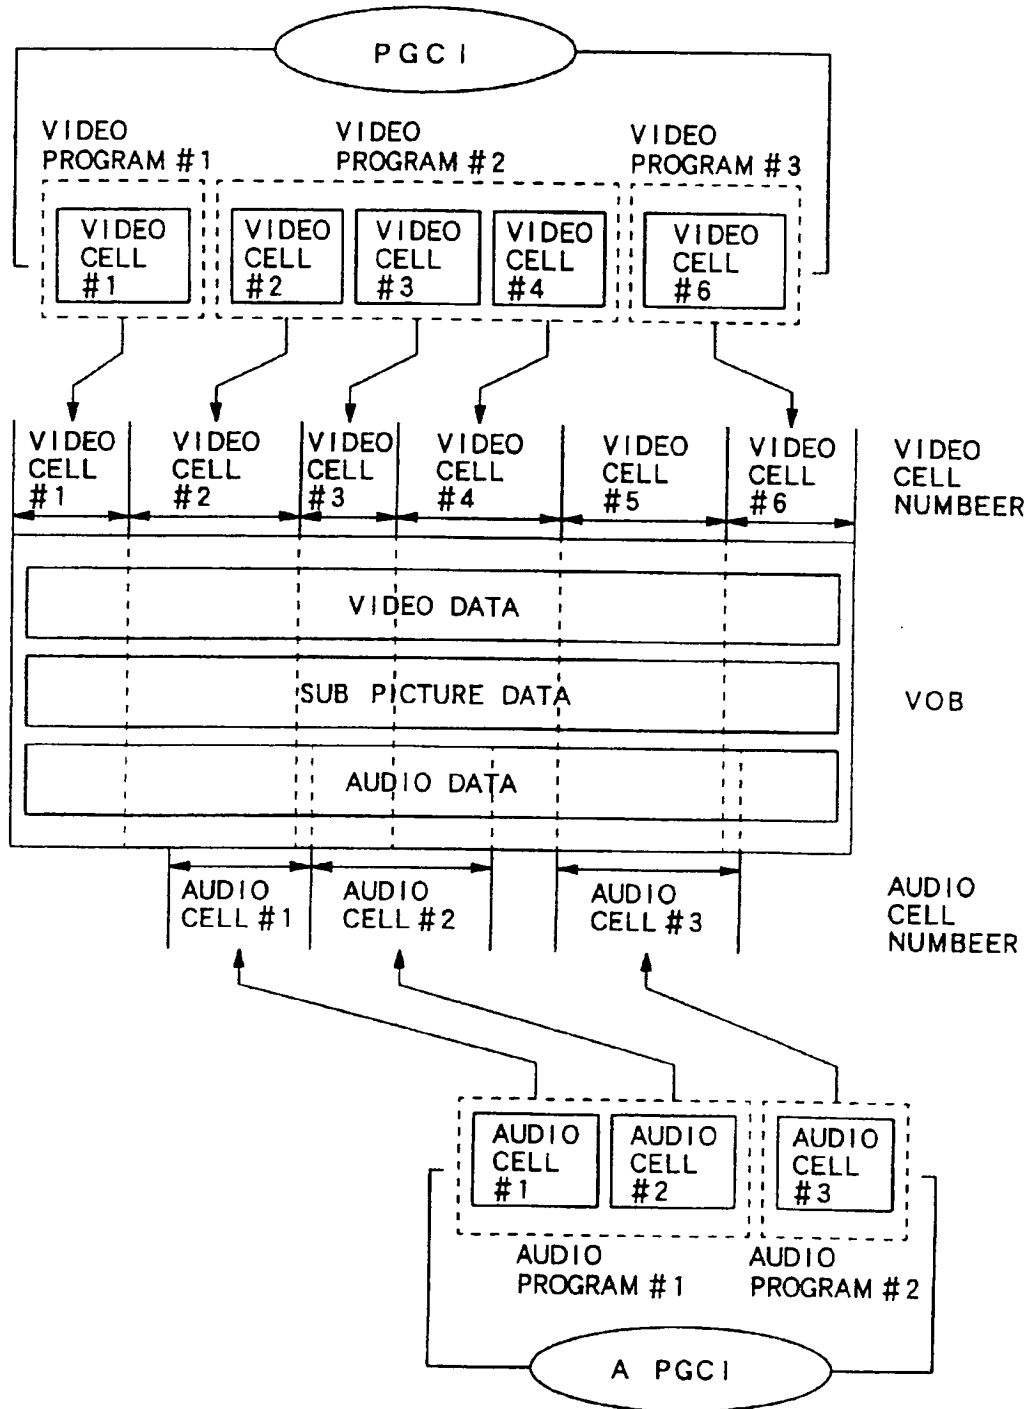 PGCI
VIDEO
PROGRAM #1
VIDEO
PROGRAM #2
VIDEO
PROGRAM #3
VIDEO
CELL
#1
VIDEO
CELL
#2
VIDEO
CELL
#3
VIDEO
CELL
#4
VIDEO
CELL
#6
VIDEO
CELL
#1
VIDEO
CELL
#2
VIDEO
CELL
#3
VIDEO
CELL
#4
VIDEO
CELL
#5
VIDEO
CELL
#6
VIDEO
CELL
NUMBEER
VIDEO DATA
SUB PICTURE DATA
VOB
AUDIO DATA
AUDIO
CELL #1
AUDIO
CELL #2
AUDIO
CELL #3
AUDIO
CELL
NUMBEER
AUDIO
CELL
#1
AUDIO
CELL
#2
AUDIO
CELL
#3
AUDIO
PROGRAM #1
AUDIO
PROGRAM #2
A PGCI